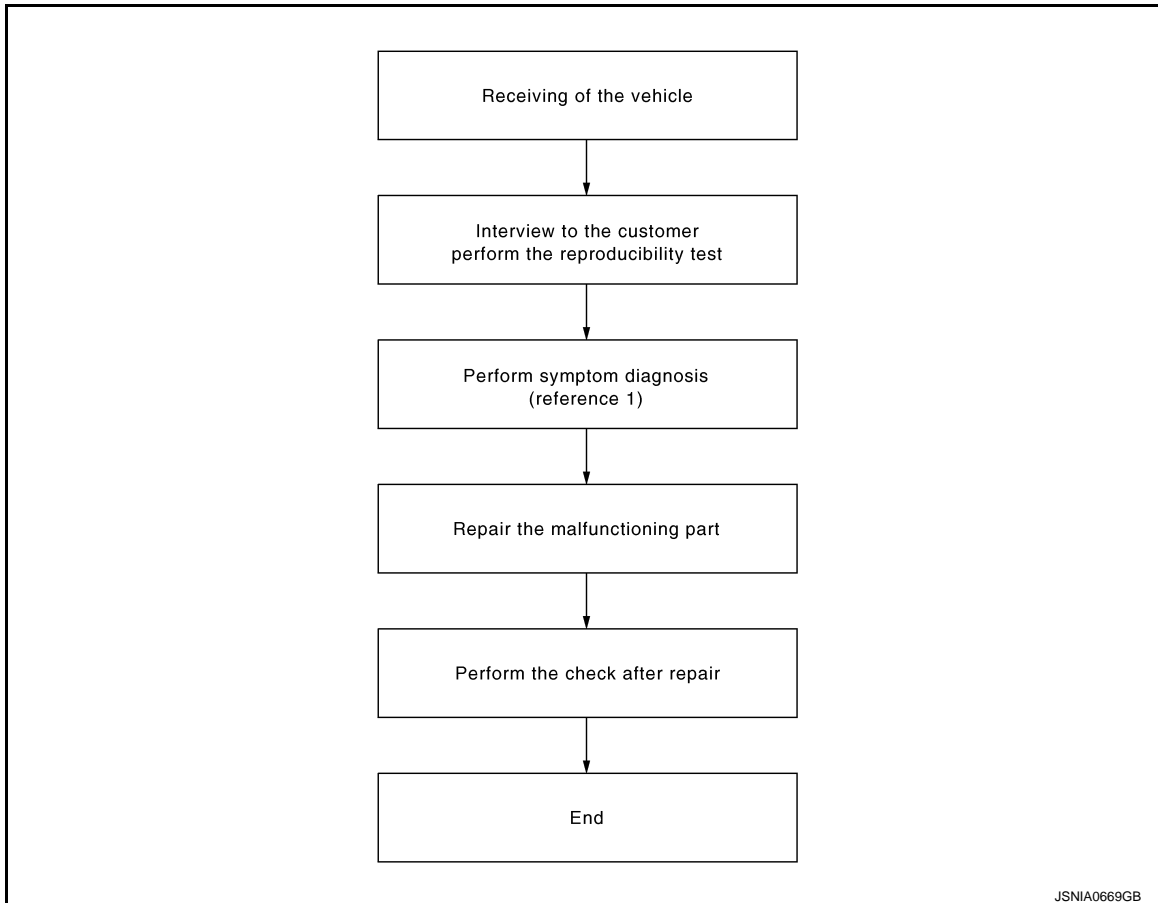 Receiving of the vehicle
Interview to the customer
perform the reproducibility test
Perform symptom diagnosis
(reference 1)
Repair the malfunctioning part
Perform the check after repair
End
JSNIA0669GB